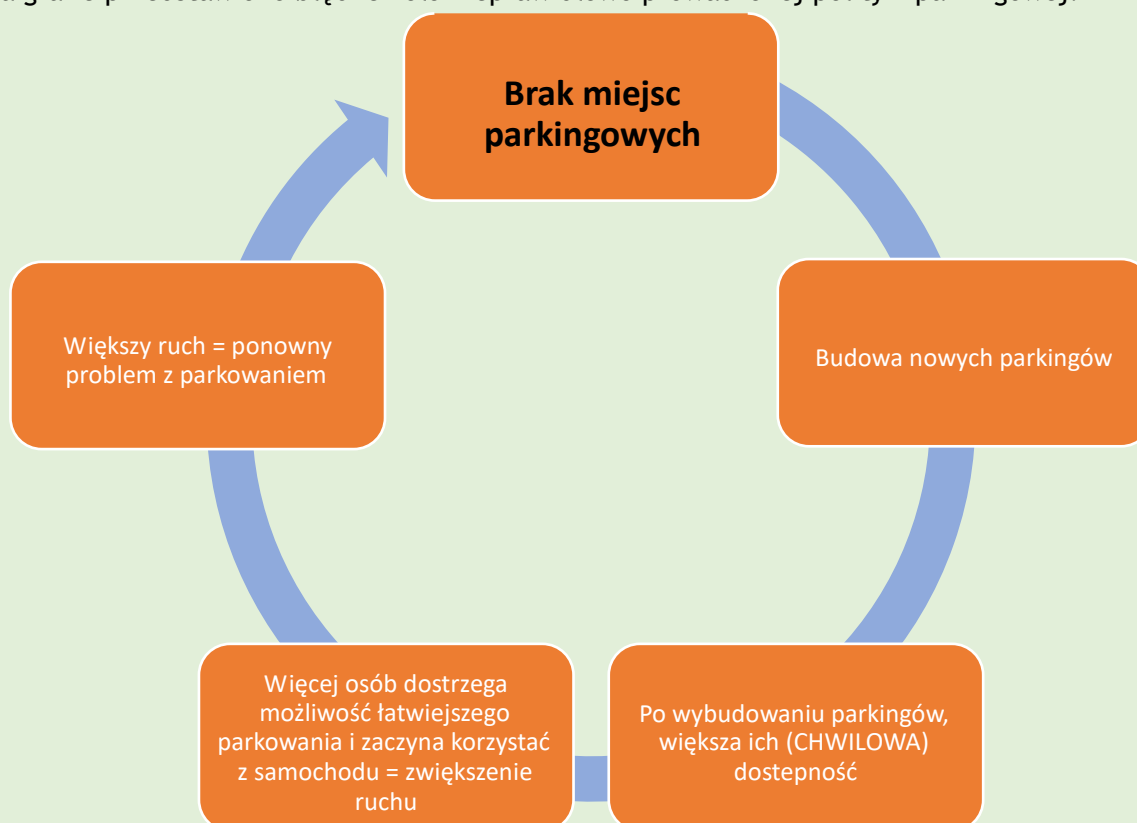 Brak miejsc
parkingowych
Budowa nowych parkingów
Po wybudowaniu parkingów,
większa ich (CHWILOWA)
dostepność
Więcej osób dostrzega
możliwość łatwiejszego
parkowania i zaczyna korzystać
z samochodu = zwiększenie
ruchu
Większy ruch = ponowny
problem z parkowaniem